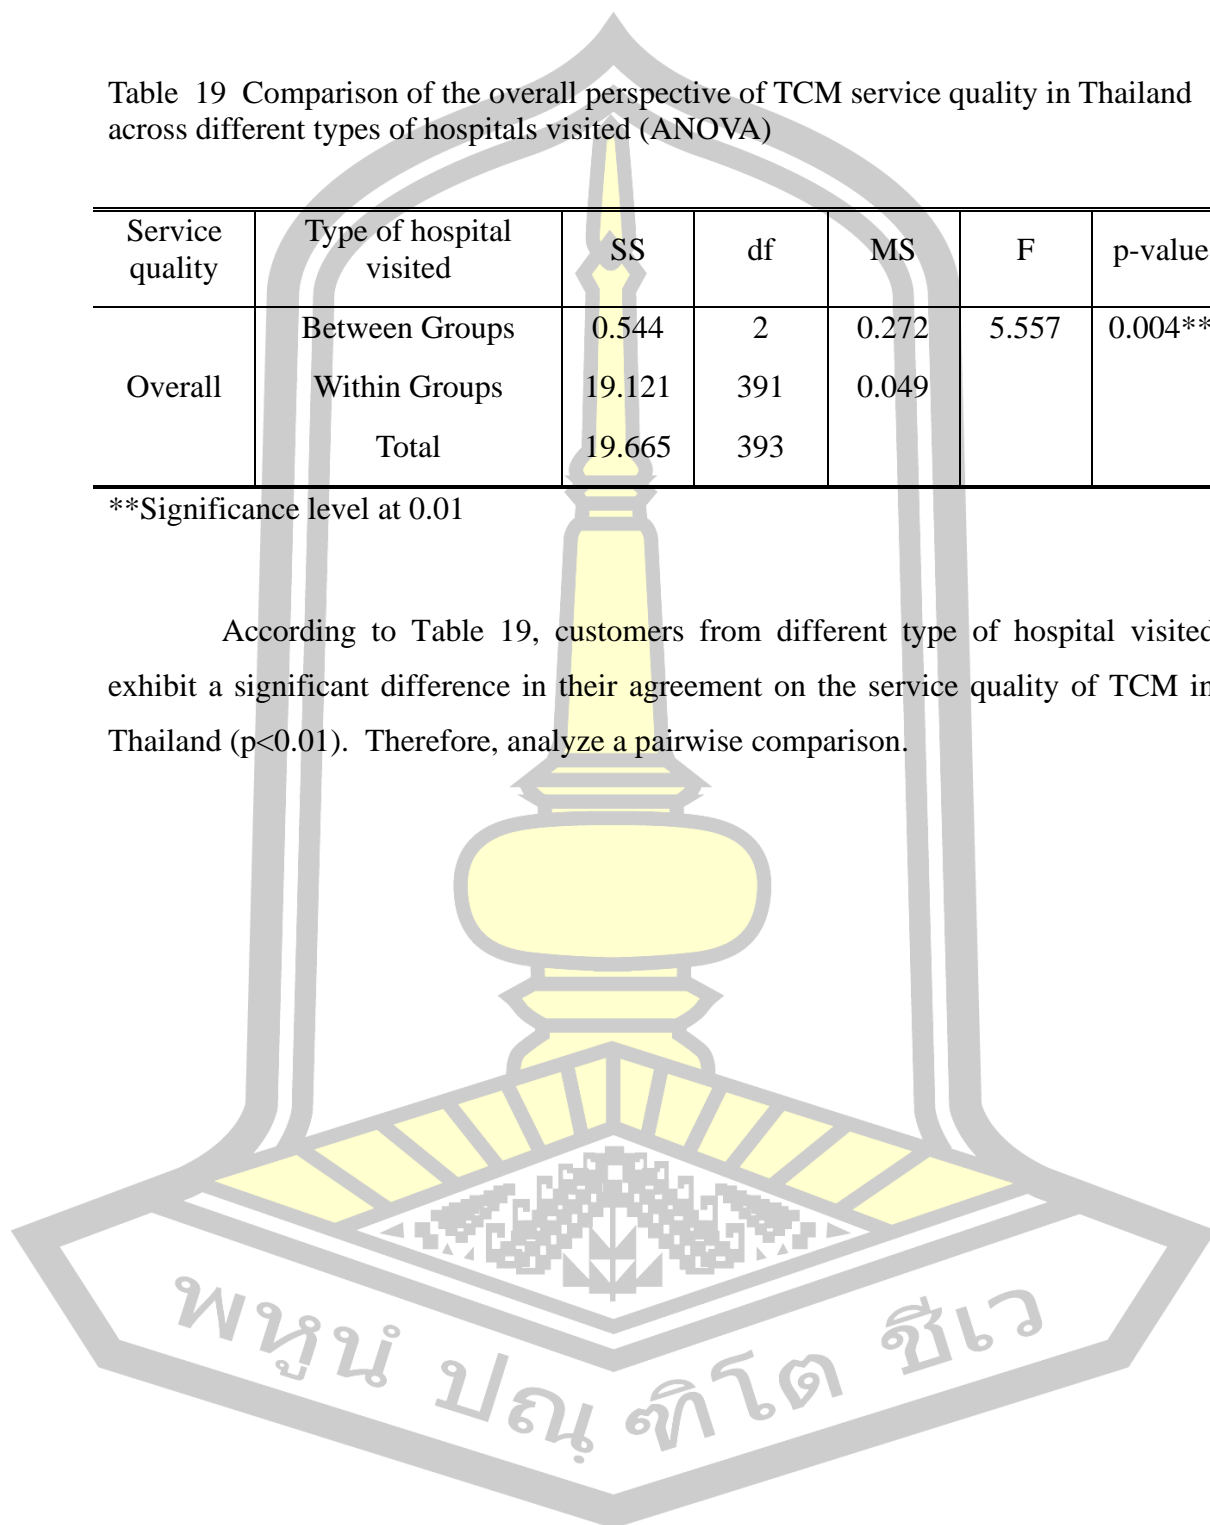 Table 19 Comparison of the overall perspective of TCM service quality in Thailand
across different types of hospitals visited (ANOVA)
Service quality Type of hospital visited SS df MS F p-value
Overall Between Groups 0.544 2 0.272 5.557 0.004**
Within Groups 19.121 391 0.049
Total 19.665 393
**Significance level at 0.01
According to Table 19, customers from different type of hospital visited
exhibit a significant difference in their agreement on the service quality of TCM in
Thailand (p<0.01). Therefore, analyze a pairwise comparison.
พหูนํ ปณฺฑิโต ชีเว